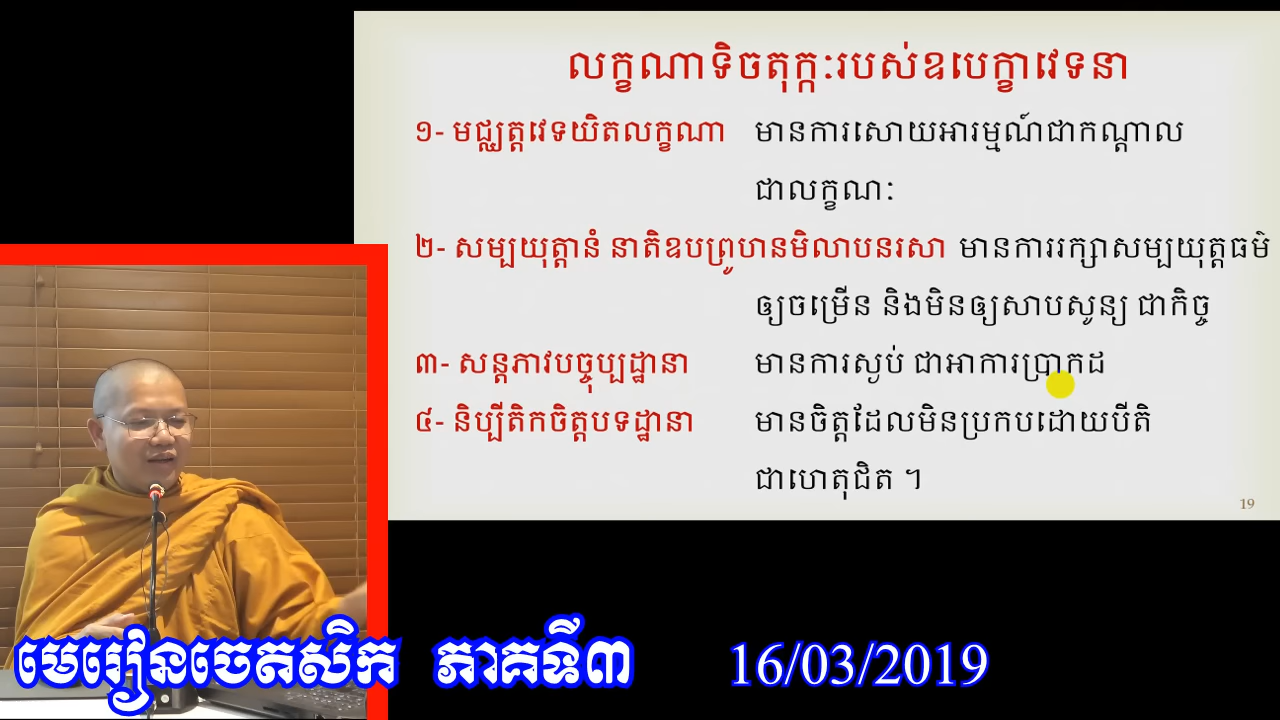 លក្ខណាទិចតុក្កៈរបស់ឧបេក្ខាវេទនា
១- មជ្ឈត្តវេទយិតលក្ខណា មានការសោយអារម្មណ៍ជាកណ្តាល
ជាលក្ខណៈ
២- សម្បយុត្តានំ នាតិឧបព្រូហនមិលាបនរសា មានការរក្សាសម្បយុត្តធម៌
ឲ្យចម្រើន និងមិនឲ្យសាបសូន្យ ជាកិច្ច
៣- សន្តភាវបច្ចុប្បដ្ឋានា មានការស្ងប់ ជាអាការប្រាកដ
៤- និប្បីតិកចិត្តបទដ្ឋានា មានចិត្តដែលមិនប្រកបដោយបីតិ
ជាហេតុជិត ។
19
មេរៀនចេតសិក ភាគទី៣ 16/03/2019